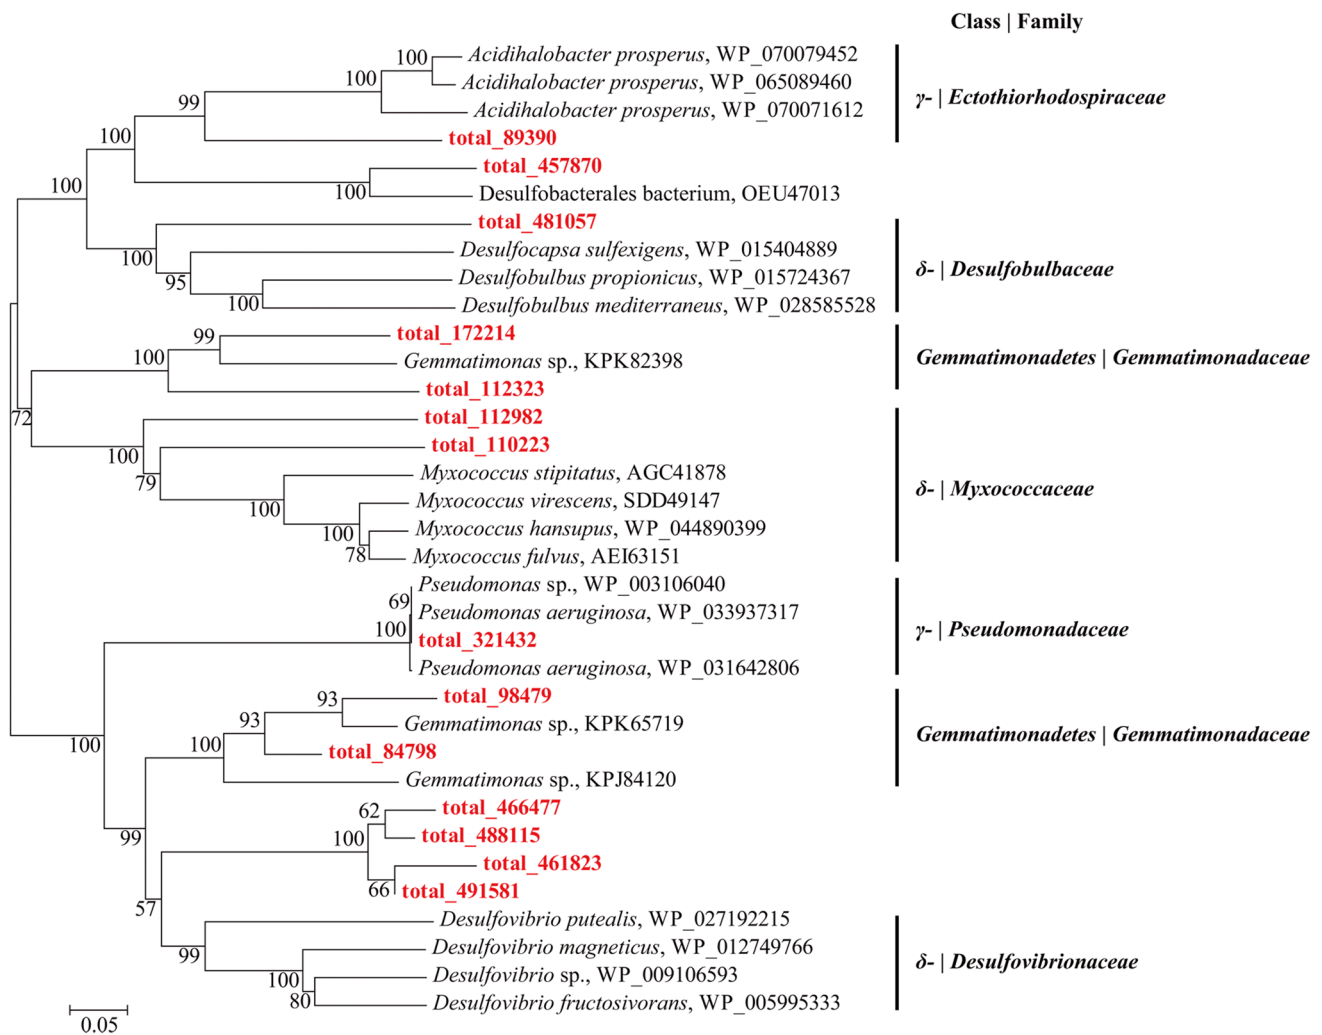 Class | Family
100 Acidihalobacter prosperus, WP_070079452
100 Acidihalobacter prosperus, WP_065089460
99 Acidihalobacter prosperus, WP_070071612
γ- | Ectothiorhodospiraceae
100 total_89390
total_457870
100 100 Desulfobacterales bacterium, OEU47013
total_481057
100 Desulfocapsa sulfexigens, WP_015404889
δ- | Desulfobulbaceae
95 Desulfobulbus propionicus, WP_015724367
100 Desulfobulbus mediterraneus, WP_028585528
99 total_172214
100 Gemmatimonas sp., KPK82398
Gemmatimonadetes | Gemmatimonadaceae
total_112323
72 total_112982
100 total_110223
79 Myxococcus stipitatus, AGC41878
δ- | Myxococcaceae
100 Myxococcus virescens, SDD49147
100 Myxococcus hansupus, WP_044890399
78 Myxococcus fulvus, AEI63151
Pseudomonas sp., WP_003106040
69 Pseudomonas aeruginosa, WP_033937317
100 total_321432
γ- | Pseudomonadaceae
Pseudomonas aeruginosa, WP_031642806
93 total_98479
93 Gemmatimonas sp., KPK65719
Gemmatimonadetes | Gemmatimonadaceae
100 100 total_84798
Gemmatimonas sp., KPJ84120
62 total_466477
99 100 total_488115
total_461823
66 total_491581
57 Desulfovibrio putealis, WP_027192215
99 Desulfovibrio magneticus, WP_012749766
δ- | Desulfovibrionaceae
100 Desulfovibrio sp., WP_009106593
80 Desulfovibrio fructosivorans, WP_005995333
0.05